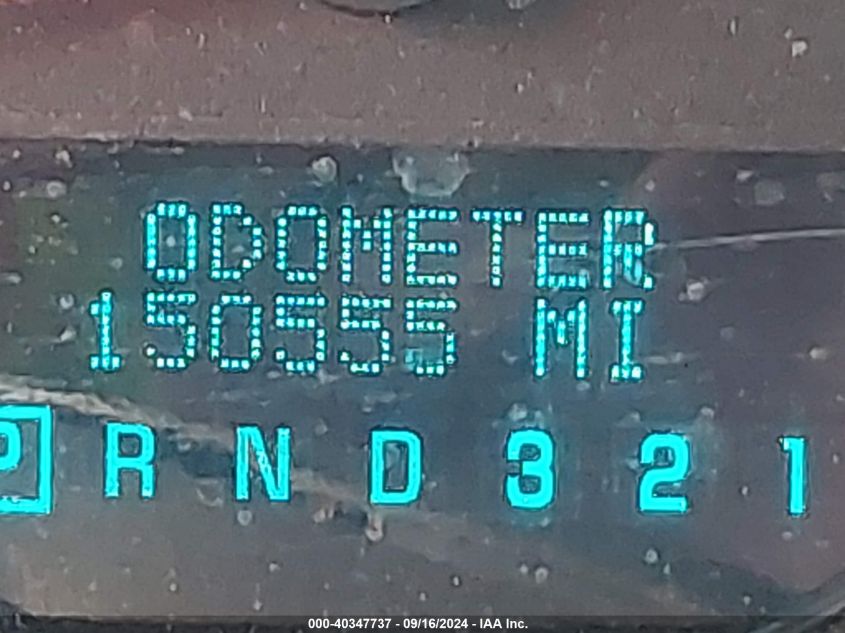 ODOMETER
150555 MI
P R N D 3 2 1
000-40347737 - 09/16/2024 - IAA Inc.